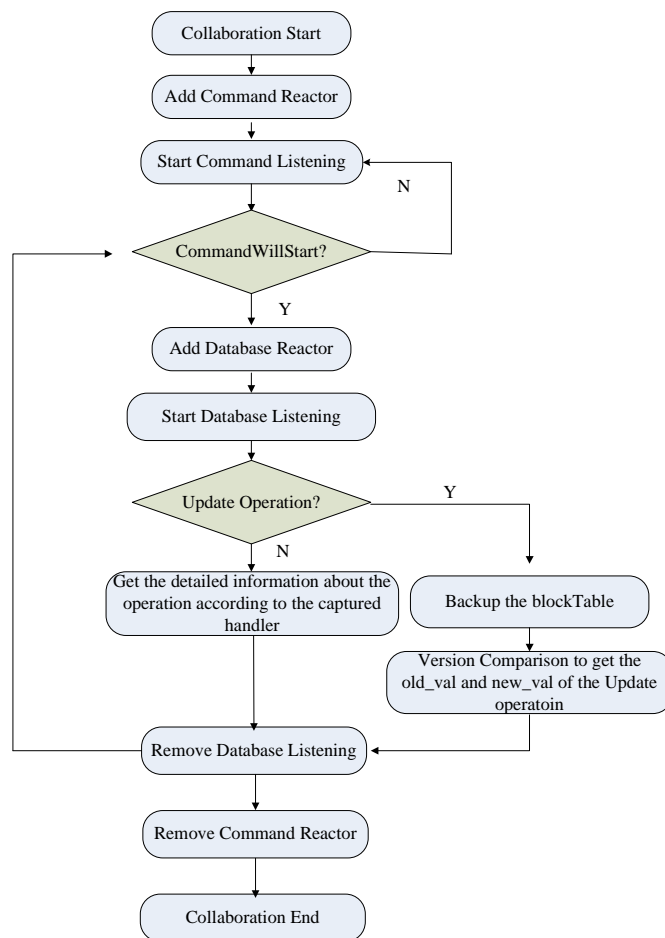 Collaboration Start
Add Command Reactor
Start Command Listening
N
CommandWillStart?
Y
Add Database Reactor
Start Database Listening
Update Operation?
Y
N
Get the detailed information about the
operation according to the captured
handler
Backup the blockTable
Version Comparison to get the
old_val and new_val of the Update
operatoin
Remove Database Listening
Remove Command Reactor
Collaboration End